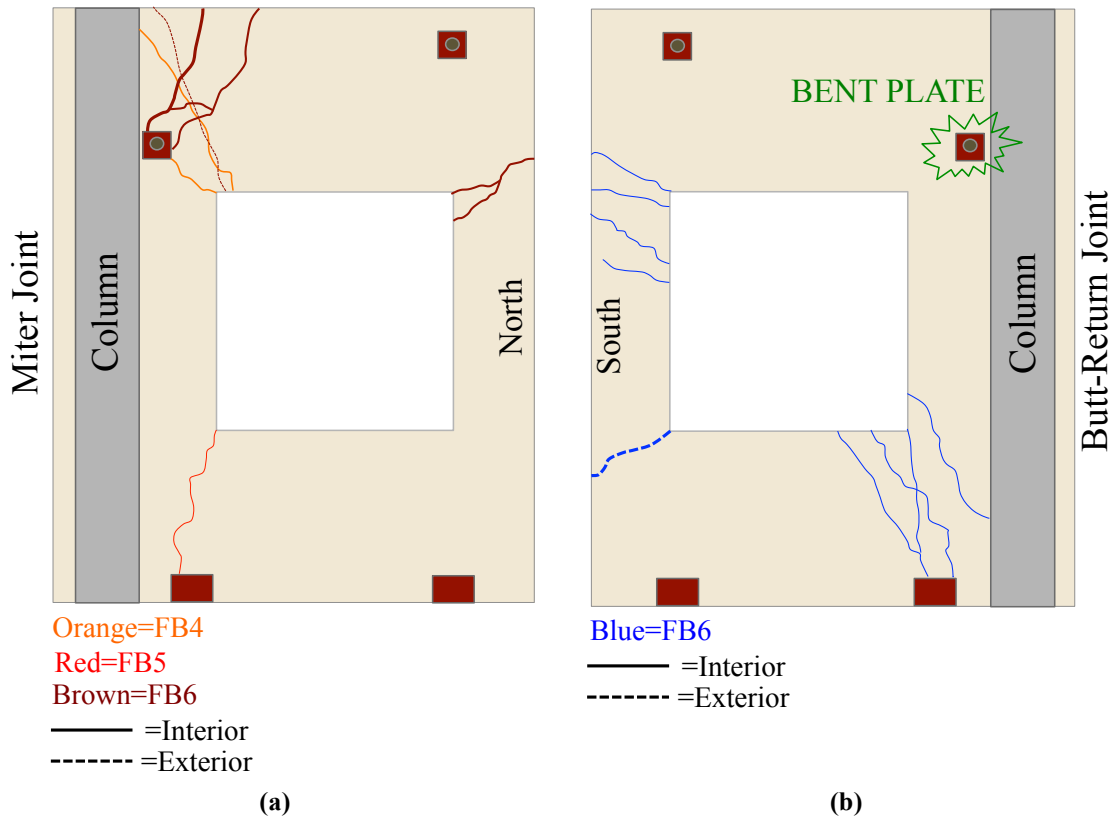 Miter Joint
Column
North
Orange=FB4
Red=FB5
Brown=FB6
=Interior
=Exterior
(a)
BENT PLATE
South
Column
Butt-Return Joint
Blue=FB6
=Interior
=Exterior
(b)